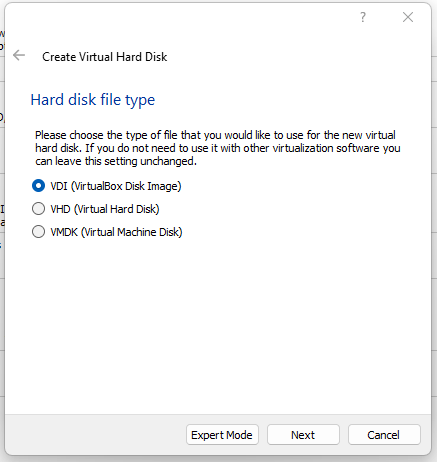 ?
Create Virtual Hard Disk
Hard disk file type
Please choose the type of file that you would like to use for the new virtual
hard disk. If you do not need to use it with other virtualization software you
can leave this setting unchanged.
VDI (VirtualBox Disk Image)
VHD (Virtual Hard Disk)
VMDK (Virtual Machine Disk)
Expert Mode Next Cancel